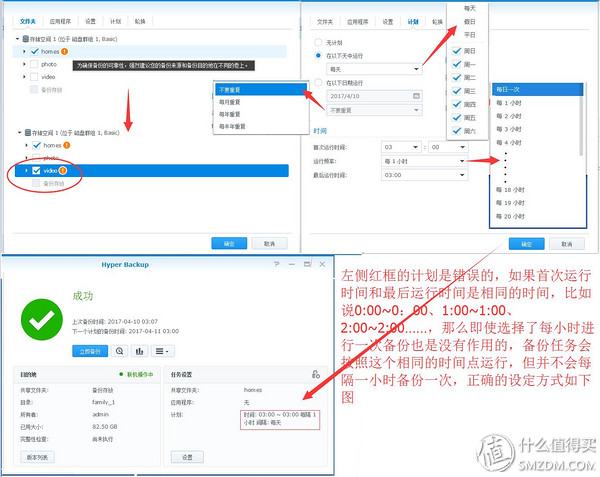 文件夹 应用程序 设置 计划 轮换
存储空间 1 (位于 磁盘群组 1, Basic)
homes
photo
为确保备份的可靠性，强烈建议您的备份来源和备份目的地在不同的卷上。
video
备份存放
存储空间 1 (位于 磁盘群组 1, Basic)
homes
photo
video
备份存放
确定 取消
不要重复
每月重复
每年重复
每半年重复
文件夹 应用程序 设置 计划 轮换
无计划
在以下天中运行
每天
在以下日期运行
2017/4/10
不要重复
时间
首次运行时间: 03 : 00
运行频率: 每 1 小时
最后运行时间: 03:00
确定 取消
每天
假日
平日
周日
周一
周二
周三
周四
周五
周六
每日一次
每 1 小时
每 2 小时
每 3 小时
每 4 小时
每 18 小时
每 19 小时
每 20 小时
Hyper Backup
成功
上次备份时间: 2017-04-10 03:07
下一个计划的备份时间: 2017-04-11 03:00
立即备份
目的地 联机操作中
共享文件夹: 备份存放
目录: family_1
所有者: admin
已用大小: 82.50 GB
完整性检查: 尚未执行
版本列表
任务设置
共享文件夹: homes
应用程序: 无
计划: 时间: 03:00 ~ 03:00 每隔 1
小时 间隔: 每天
设置
左侧红框的计划是错误的，如果首次运行
时间和最后运行时间是相同的时间，比如
说0:00~0：00、1:00~1:00、
2:00~2:00......，那么即使选择了每小时进
行一次备份也是没有作用的，备份任务会
按照这个相同的时间点运行，但并不会每
隔一小时备份一次，正确的设定方式如下
图
值 什么值得买
SMZDM.COM